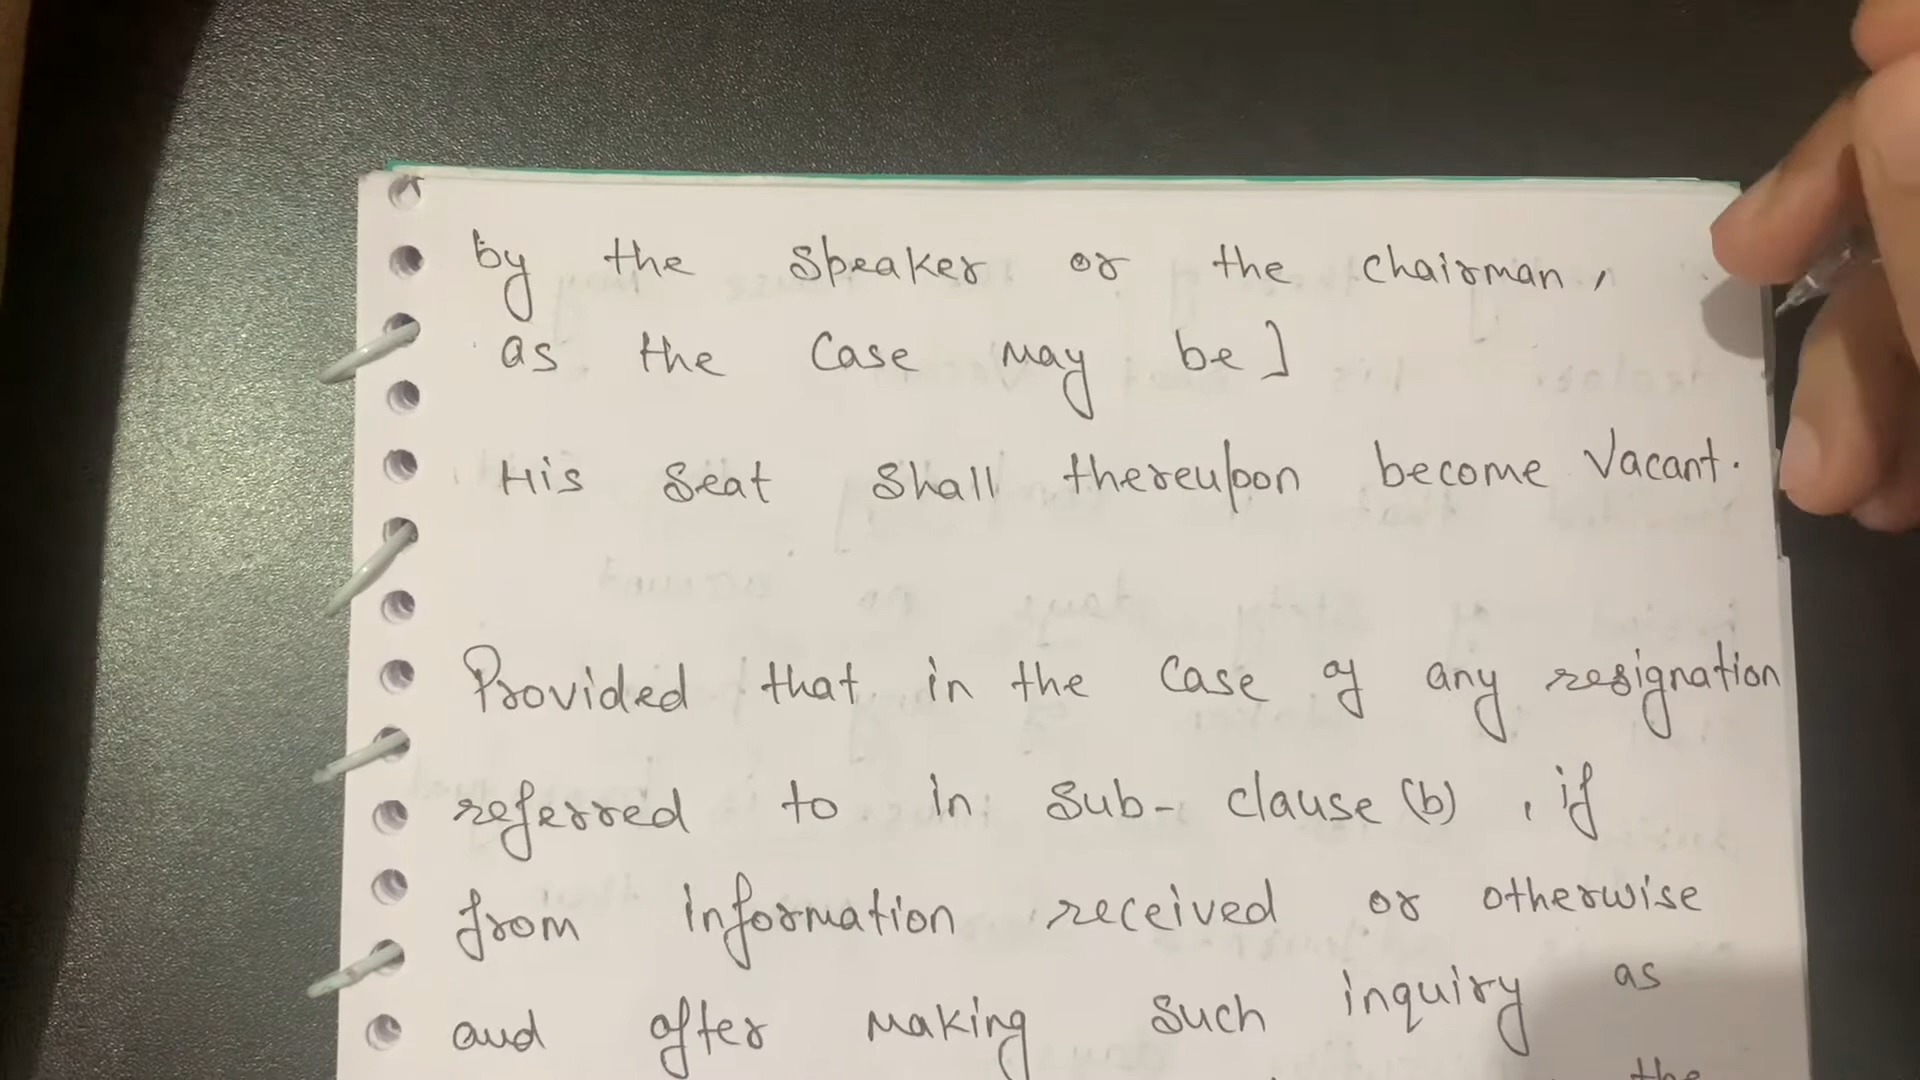 by the Speaker or the chairman,
as the Case may be]
His Seat Shall thereupon become Vacant.
Provided that in the Case of any resignation
referred to in Sub- clause (b) , if
from information received or otherwise
and after making such inquiry as
the